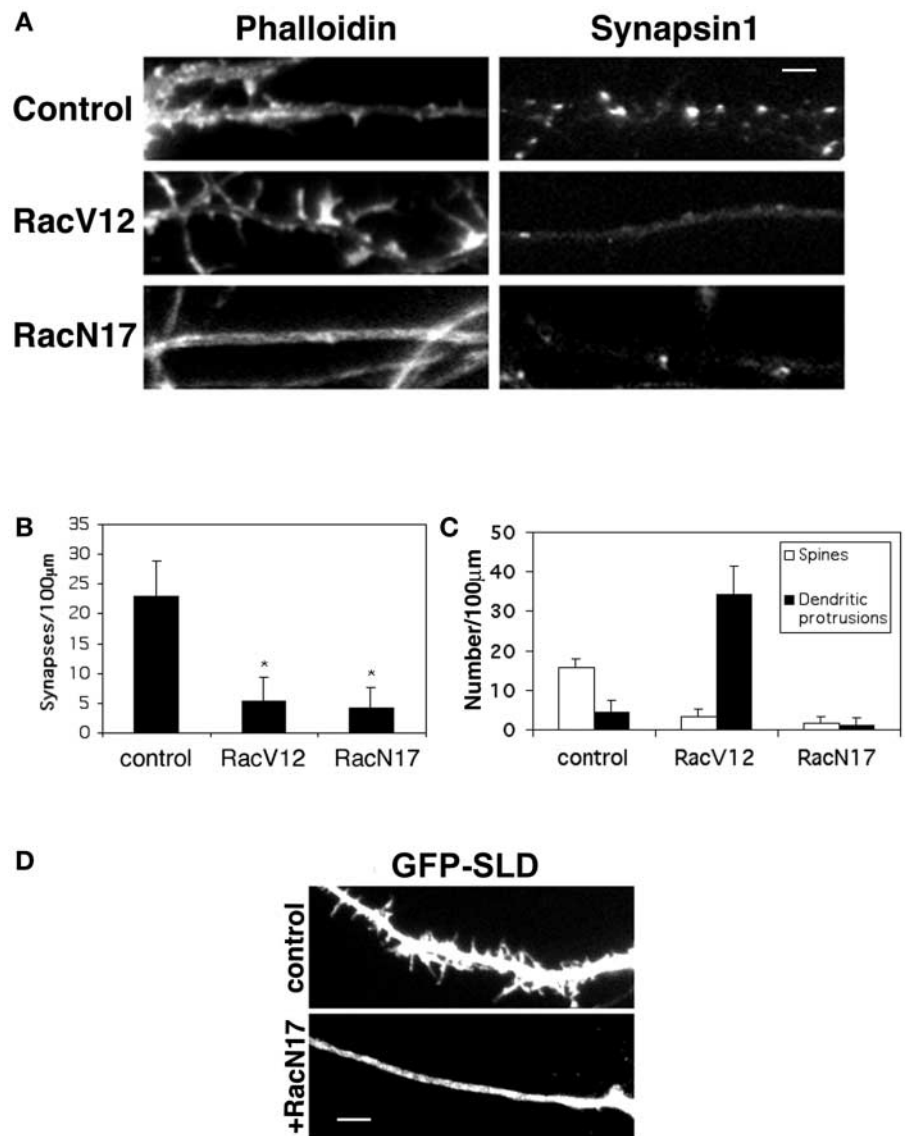 A
Phalloidin Synapsin1
Control
RacV12
RacN17
B
Synapses/100µm
35
30
25
20
15
10
5
0
*
*
control RacV12 RacN17
C
Number/100µm
50
40
30
20
10
0
Spines
Dendritic
protrusions
control RacV12 RacN17
D
GFP-SLD
control
+RacN17